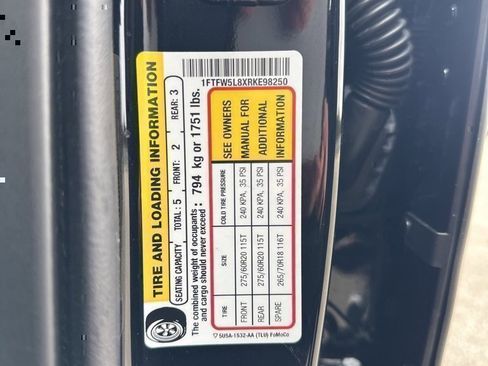 1FTFW5L8XRKE98250
TIRE AND LOADING INFORMATION
SEATING CAPACITY TOTAL: 5 FRONT: 2 REAR: 3
The combined weight of occupants and cargo should never exceed: 794 kg or 1751 lbs.
TIRE SIZE COLD TIRE PRESSURE SEE OWNERS
FRONT 275/60R20 115T 240 KPA, 35 PSI MANUAL FOR
REAR 275/60R20 115T 240 KPA, 35 PSI ADDITIONAL
SPARE 265/70R18 116T 240 KPA, 35 PSI INFORMATION
5U5A-1532-AA (TLU) FoMoCo